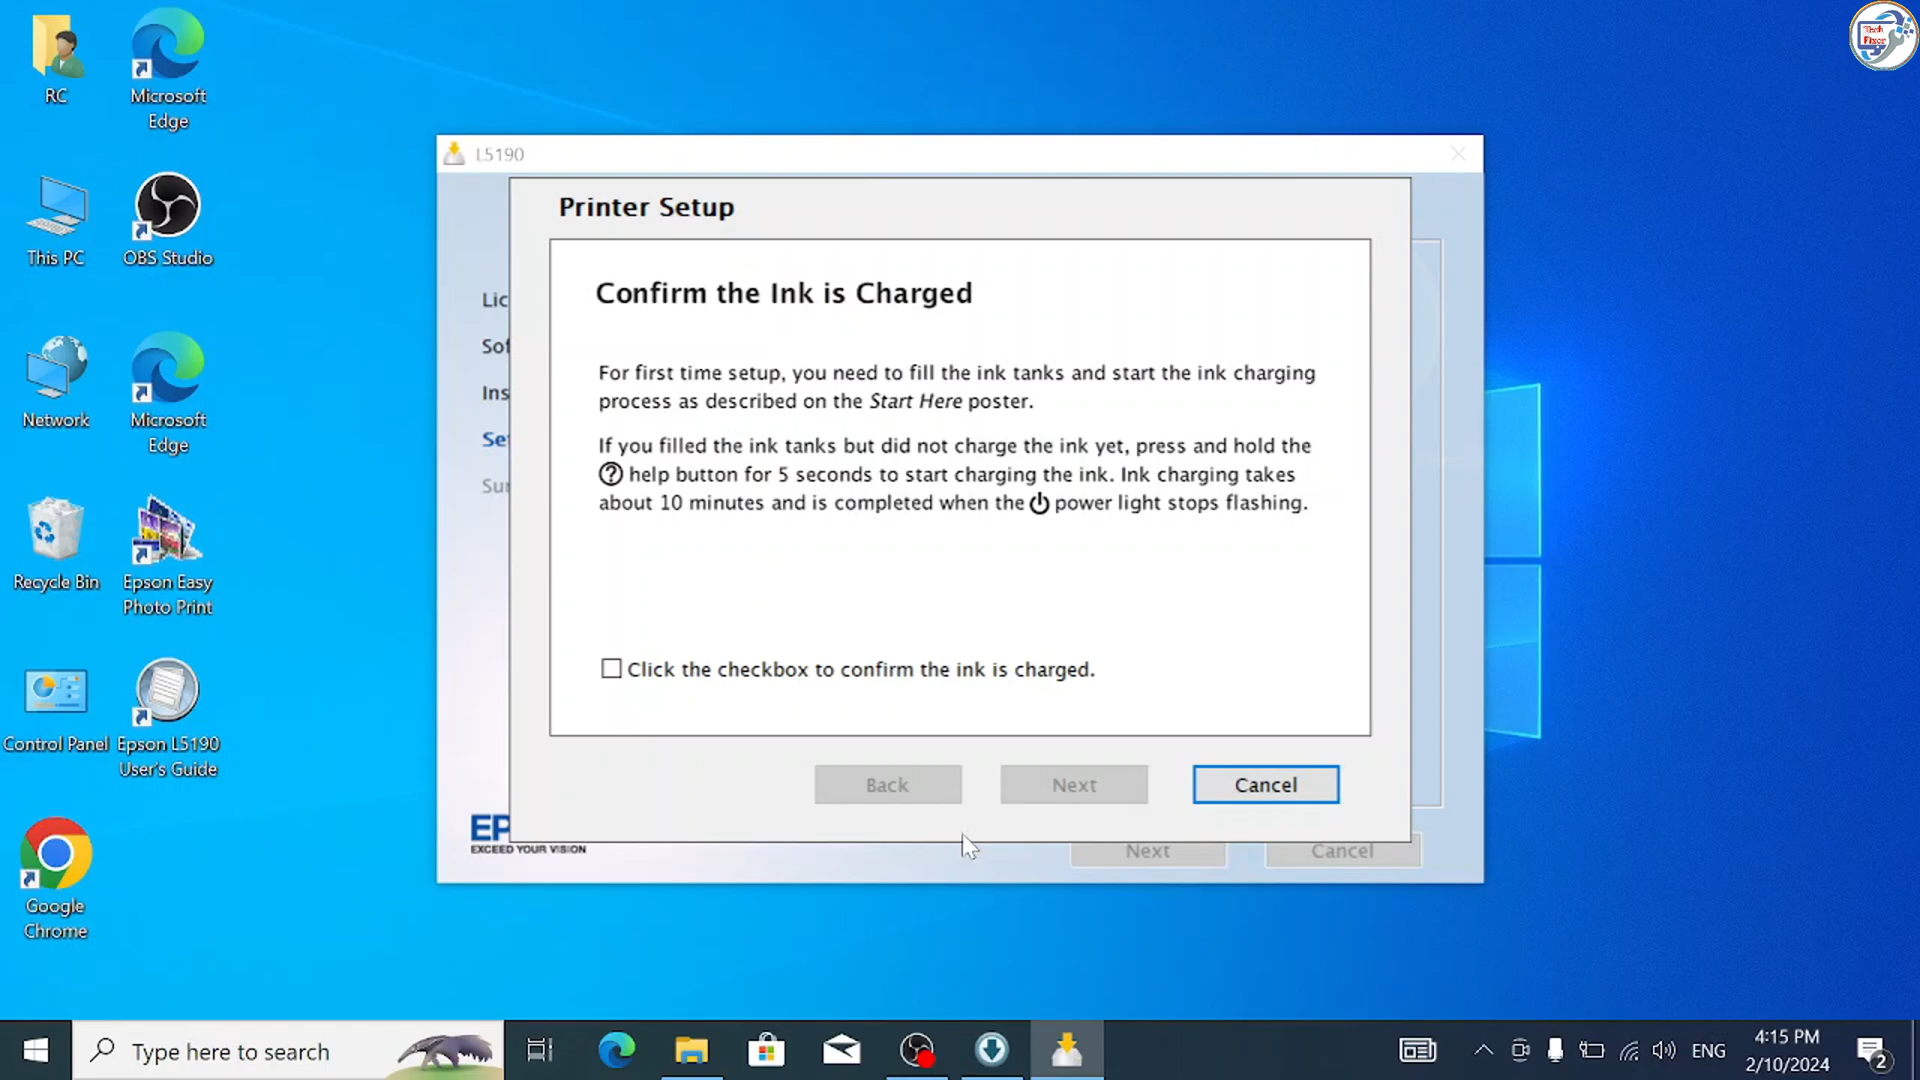 RC
Microsoft
Edge
This PC
OBS Studio
Network
Microsoft
Edge
Recycle Bin
Epson Easy
Photo Print
Control Panel
Epson L5190
User's Guide
Google
Chrome
Tech
Fixer
L5190
Printer Setup
Lic
Sof
Ins
Set
Sur
Confirm the Ink is Charged
For first time setup, you need to fill the ink tanks and start the ink charging
process as described on the Start Here poster.
If you filled the ink tanks but did not charge the ink yet, press and hold the
? help button for 5 seconds to start charging the ink. Ink charging takes
about 10 minutes and is completed when the power light stops flashing.
Click the checkbox to confirm the ink is charged.
Back
Next
Cancel
EP
EXCEED YOUR VISION
Next
Cancel
Type here to search
ENG
4:15 PM
2/10/2024
2